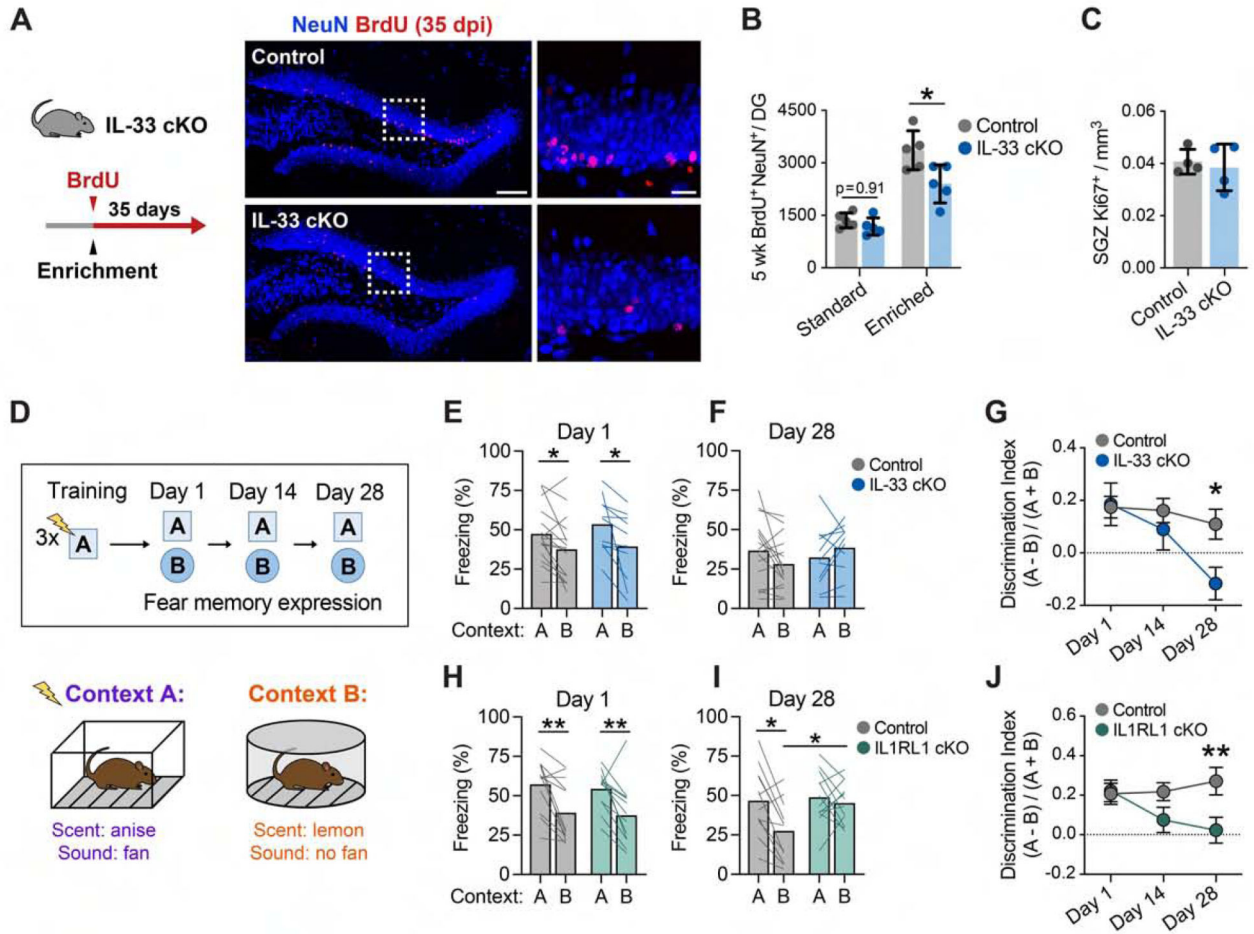 A
NeuN BrdU (35 dpi)
Control
IL-33 cKO
IL-33 cKO
BrdU
35 days
Enrichment
B
5 wk BrdU⁺ NeuN⁺ / DG
4500
3000
1500
0
p=0.91
*
Control
IL-33 cKO
Standard
Enriched
C
SGZ Ki67⁺ / mm³
0.06
0.04
0.02
0.00
Control
IL-33 cKO
D
Training Day 1 Day 14 Day 28
3x A A A A
B B B
Fear memory expression
Context A:
Scent: anise
Sound: fan
Context B:
Scent: lemon
Sound: no fan
E
Day 1
Freezing (%)
100
75
50
25
0
* *
Context: A B A B
F
Day 28
Freezing (%)
100
75
50
25
0
Control
IL-33 cKO
A B A B
G
Discrimination Index
(A - B) / (A + B)
0.4
0.2
0.0
-0.2
Control
IL-33 cKO
*
Day 1
Day 14
Day 28
H
Day 1
Freezing (%)
100
75
50
25
0
** **
Context: A B A B
I
Day 28
Freezing (%)
100
75
50
25
0
* *
Control
IL1RL1 cKO
A B A B
J
Discrimination Index
(A - B) / (A + B)
0.6
0.4
0.2
0.0
-0.2
Control
IL1RL1 cKO
**
Day 1
Day 14
Day 28